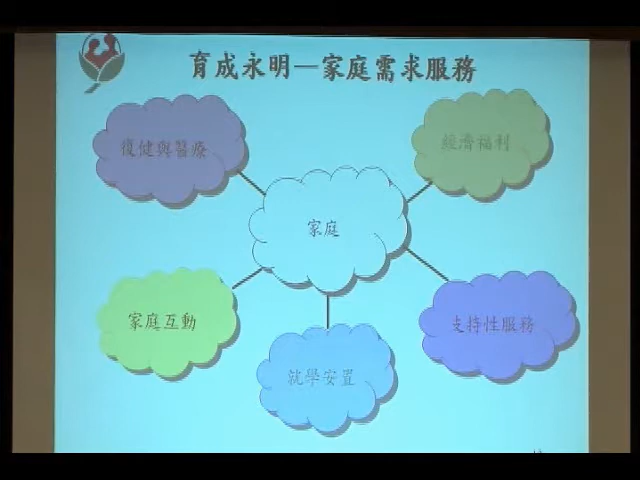 育成永明—家庭需求服務
復健與醫療
經濟福利
家庭
家庭互動
支持性服務
就學安置